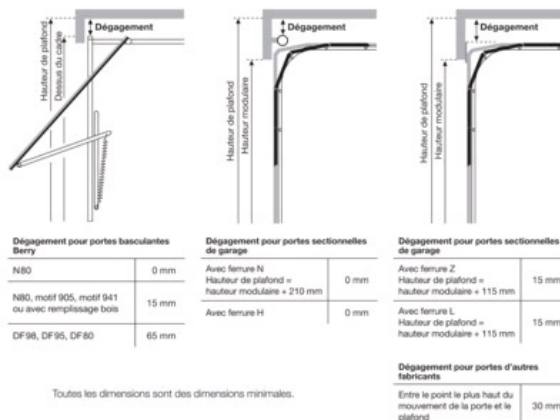 Dégagement
Hauteur de plafond
Dessus du cadre
Dégagement
Hauteur de plafond
Hauteur modulaire
Dégagement
Hauteur de plafond
Hauteur modulaire
Dégagement pour portes basculantes
Berry
N80 0 mm
N80, motif 905, motif 941
ou avec remplissage bois 15 mm
DF98, DF95, DF80 65 mm
Dégagement pour portes sectionnelles
de garage
Avec ferrure N
Hauteur de plafond =
hauteur modulaire + 210 mm 0 mm
Avec ferrure H 0 mm
Dégagement pour portes sectionnelles
de garage
Avec ferrure Z
Hauteur de plafond =
hauteur modulaire + 115 mm 15 mm
Avec ferrure L
Hauteur de plafond =
hauteur modulaire + 115 mm 15 mm
Dégagement pour portes d'autres
fabricants
Entre le point le plus haut du
mouvement de la porte et le
plafond 30 mm
Toutes les dimensions sont des dimensions minimales.